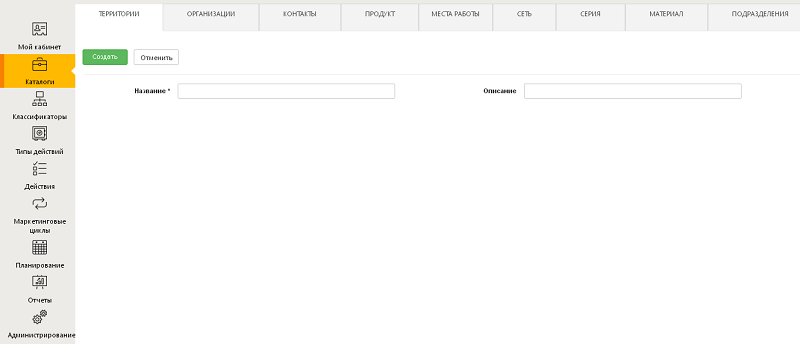 ТЕРРИТОРИИ
ОРГАНИЗАЦИИ
КОНТАКТЫ
ПРОДУКТ
МЕСТА РАБОТЫ
СЕТЬ
СЕРИЯ
МАТЕРИАЛ
ПОДРАЗДЕЛЕНИЯ
Мой кабинет
Каталоги
Классификаторы
Типы действий
Действия
Маркетинговые
циклы
Планирование
Отчеты
Администрирование
Создать
Отменить
Название *
Описание